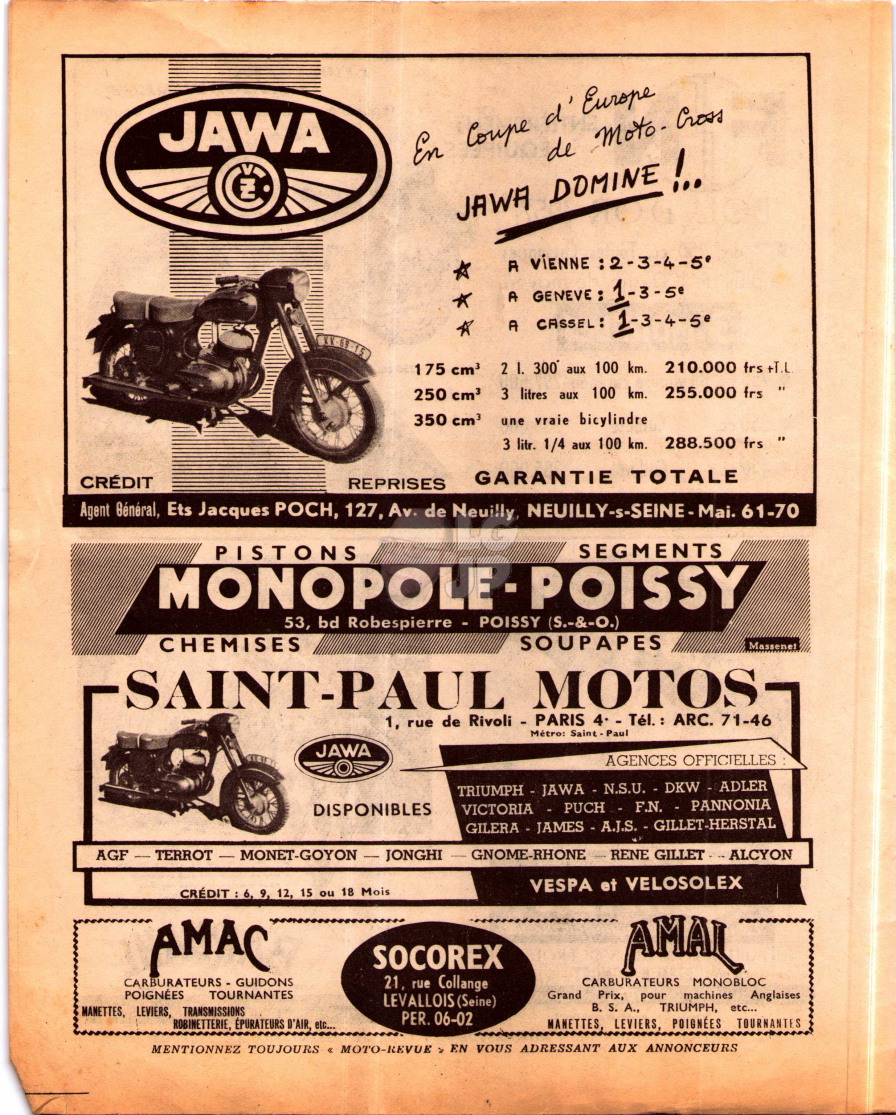 JAWA
CZ
En Coupe d'Europe
de Moto-Cross
JAWA DOMINE !..
A VIENNE : 2-3-4-5e
A GENEVE : 1-3-5e
A CASSEL : 1-3-4-5e
175 cm³ 2 l. 300 aux 100 km. 210.000 frs +T.L.
250 cm³ 3 litres aux 100 km. 255.000 frs "
350 cm³ une vraie bicylindre
3 litr. 1/4 aux 100 km. 288.500 frs "
CRÉDIT REPRISES GARANTIE TOTALE
Agent Général, Ets Jacques POCH, 127, Av. de Neuilly, NEUILLY-s-SEINE - Mai. 61-70
PISTONS SEGMENTS
MONOPOLE-POISSY
53, bd Robespierre - POISSY (S.-&-O.)
CHEMISES SOUPAPES
Massenet
SAINT-PAUL MOTOS
1, rue de Rivoli - PARIS 4e - Tél. : ARC. 71-46
Métro: Saint-Paul
JAWA
DISPONIBLES
AGENCES OFFICIELLES :
TRIUMPH - JAWA - N.S.U. - DKW - ADLER
VICTORIA - PUCH - F.N. - PANNONIA
GILERA - JAMES - A.J.S. - GILLET-HERSTAL
AGF — TERROT — MONET-GOYON — JONGHI — GNOME-RHONE — RENE GILLET - - ALCYON
CRÉDIT : 6, 9, 12, 15 ou 18 Mois
VESPA et VELOSOLEX
AMAC
CARBURATEURS - GUIDONS
POIGNÉES TOURNANTES
MANETTES, LEVIERS, TRANSMISSIONS
ROBINETTERIE, ÉPURATEURS D'AIR, etc...
SOCOREX
21, rue Collange
LEVALLOIS (Seine)
PER. 06-02
AMAL
CARBURATEURS MONOBLOC
Grand Prix, pour machines Anglaises
B. S. A., TRIUMPH, etc...
MANETTES, LEVIERS, POIGNÉES TOURNANTES
MENTIONNEZ TOUJOURS « MOTO-REVUE » EN VOUS ADRESSANT AUX ANNONCEURS